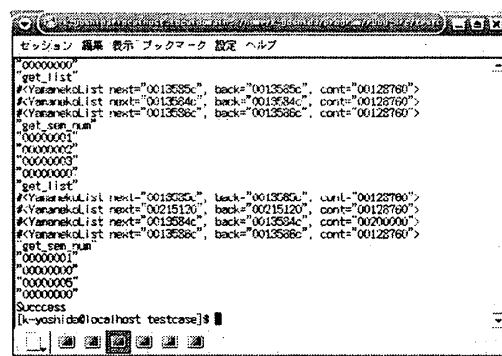 セッション 編集 表示 ブックマーク 設定 ヘルプ
"00000000"
"get_list"
#<YamanekoList next="0013585c", back="0013585c", cont="00128760">
#<YamanekoList next="0013584c", back="0013584c", cont="00128760">
#<YamanekoList next="0013586c", back="0013586c", cont="00128760">
"get_sem_num"
"00000001"
"00000002"
"00000003"
"00000000"
"get_list"
#<YamanekoList next="0013585c", back="0013585c", cont="00128760">
#<YamanekoList next="00215120", back="00215120", cont="00128760">
#<YamanekoList next="0013584c", back="0013584c", cont="00200000">
#<YamanekoList next="0013586c", back="0013586c", cont="00128760">
"get_sem_num"
"00000001"
"00000000"
"00000005"
"00000000"
Succcess
[k-yoshida@localhost testcase]$